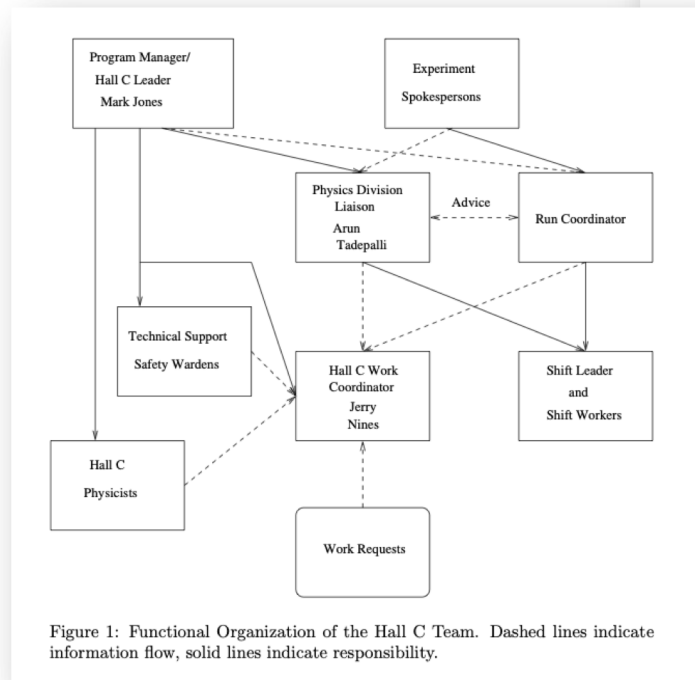 Program Manager/
Hall C Leader
Mark Jones
Experiment
Spokespersons
Physics Division
Liaison
Arun
Tadepalli
Advice
Run Coordinator
Technical Support
Safety Wardens
Hall C Work
Coordinator
Jerry
Nines
Shift Leader
and
Shift Workers
Hall C
Physicists
Work Requests
Figure 1: Functional Organization of the Hall C Team. Dashed lines indicate
information flow, solid lines indicate responsibility.